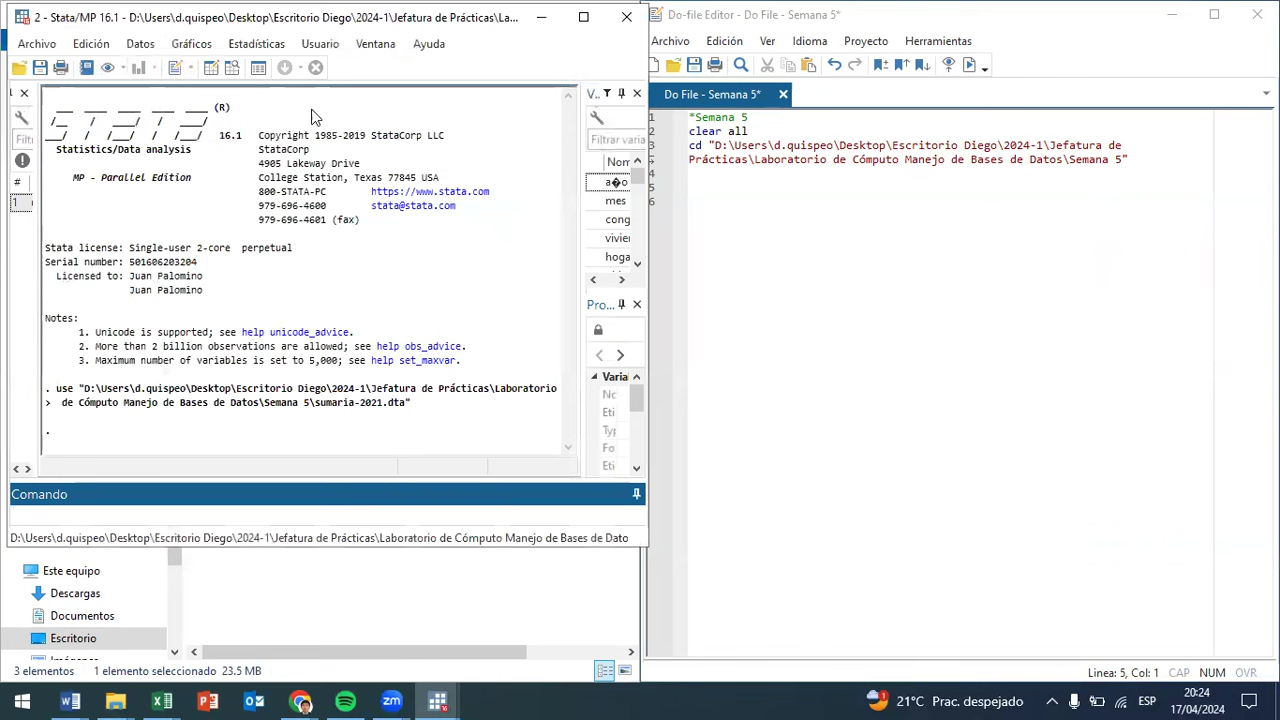 2 - Stata/MP 16.1 - D:\Users\d.quispeo\Desktop\Escritorio Diego\2024-1\Jefatura de Prácticas\La...
Archivo Edición Datos Gráficos Estadísticas Usuario Ventana Ayuda
(R)
16.1 Copyright 1985-2019 StataCorp LLC
Statistics/Data analysis StataCorp
4905 Lakeway Drive
MP - Parallel Edition College Station, Texas 77845 USA
800-STATA-PC https://www.stata.com
979-696-4600 stata@stata.com
979-696-4601 (fax)
Stata license: Single-user 2-core perpetual
Serial number: 501606203204
Licensed to: Juan Palomino
Juan Palomino
Notes:
1. Unicode is supported; see help unicode_advice.
2. More than 2 billion observations are allowed; see help obs_advice.
3. Maximum number of variables is set to 5,000; see help set_maxvar.
. use "D:\Users\d.quispeo\Desktop\Escritorio Diego\2024-1\Jefatura de Prácticas\Laboratorio
> de Cómputo Manejo de Bases de Datos\Semana 5\sumaria-2021.dta"
.
Filt
#
1
V...
Filtrar varia
Nom
a�o
mes
cong
vivie
hoga
Pro...
Varia
Nc
Eti
Ty
Fo
Eti
Comando
D:\Users\d.quispeo\Desktop\Escritorio Diego\2024-1\Jefatura de Prácticas\Laboratorio de Cómputo Manejo de Bases de Dato
Este equipo
Descargas
Documentos
Escritorio
3 elementos 1 elemento seleccionado 23.5 MB
Do-file Editor - Do File - Semana 5*
Archivo Edición Ver Idioma Proyecto Herramientas
Do File - Semana 5*
1 *Semana 5
2 clear all
3 cd "D:\Users\d.quispeo\Desktop\Escritorio Diego\2024-1\Jefatura de
Prácticas\Laboratorio de Cómputo Manejo de Bases de Datos\Semana 5"
4
5
6
Línea: 5, Col: 1 CAP NUM OVR
21°C Prac. despejado ESP 20:24
17/04/2024